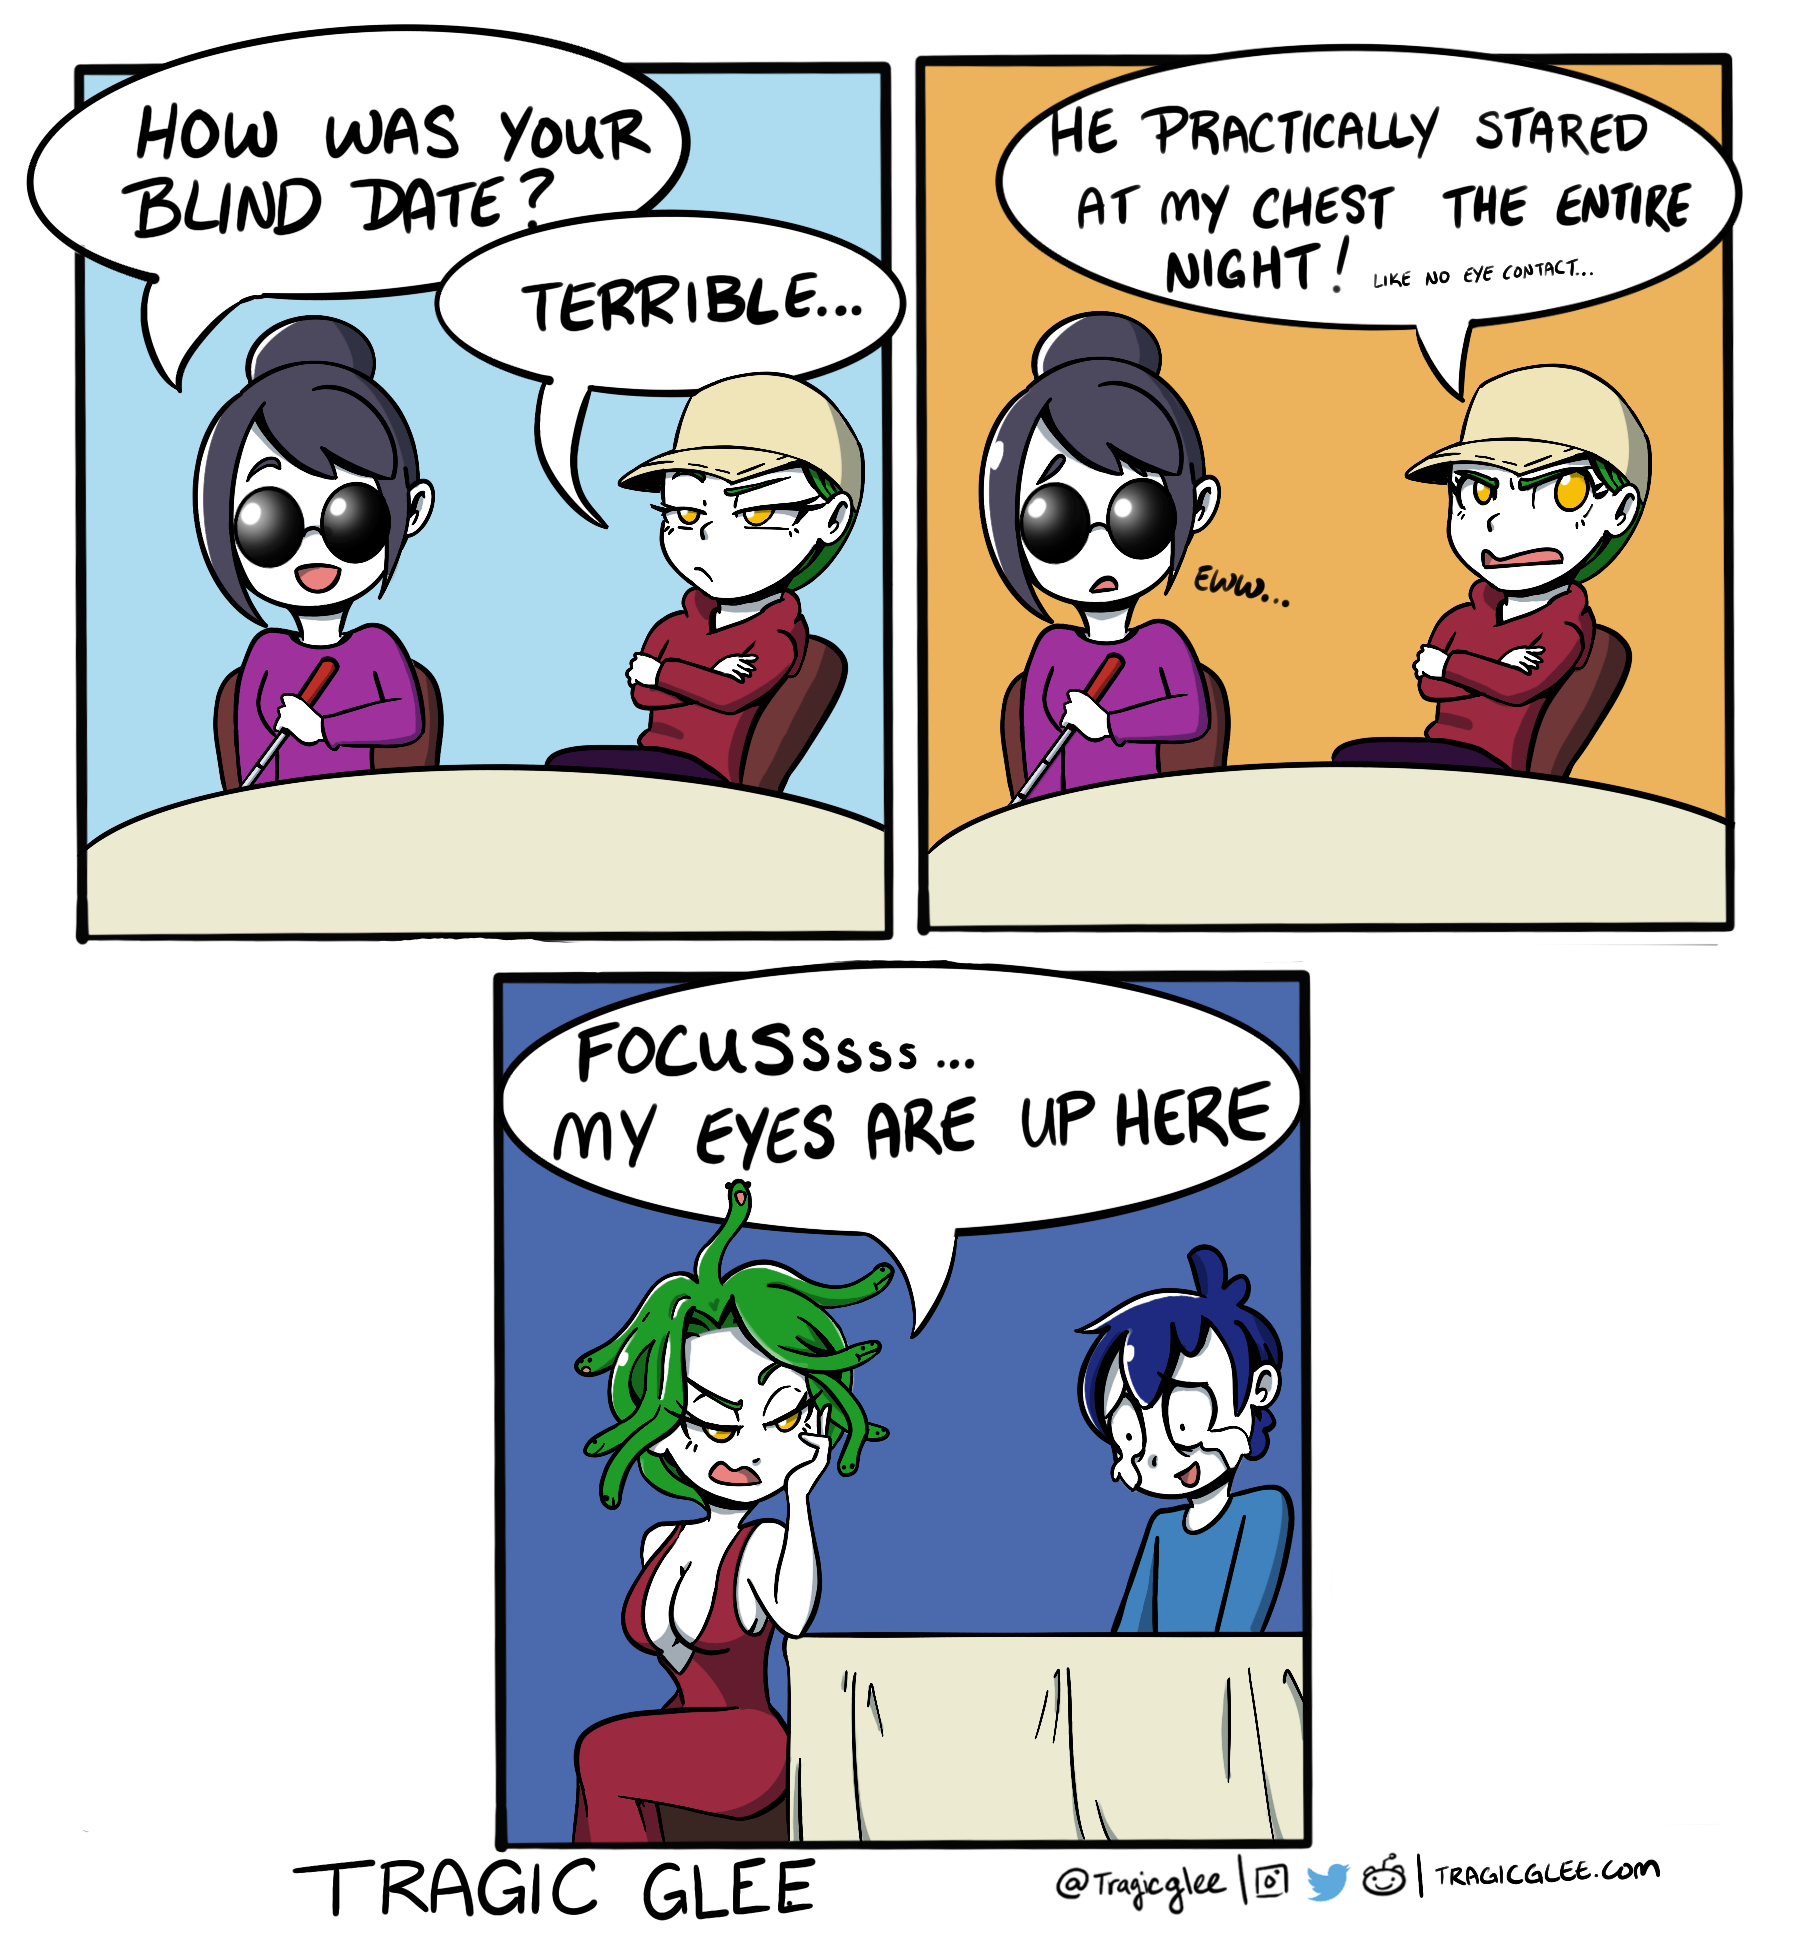 HOW WAS YOUR
BLIND DATE?
TERRIBLE...
HE PRACTICALLY STARED
AT MY CHEST THE ENTIRE
NIGHT! LIKE NO EYE CONTACT...
EWW...
FOCUSSSSSS...
MY EYES ARE UP HERE
TRAGIC GLEE
@Tragicglee | | TRAGICGLEE.COM